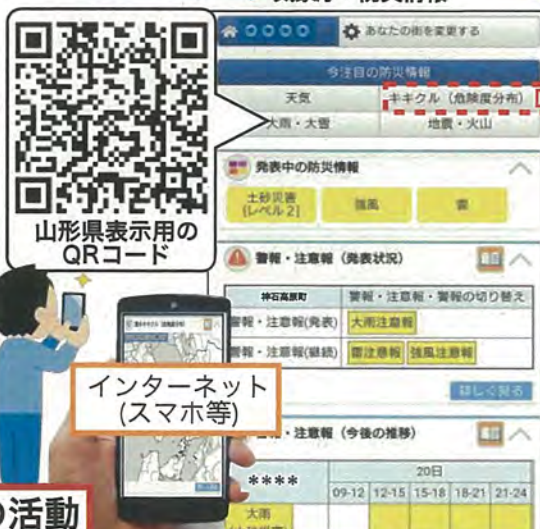 〇〇〇〇
あなたの街を変更する
今注目の防災情報
天気
キキクル（危険度分布）
大雨・大雪
地震・火山
発表中の防災情報
土砂災害
[レベル2]
強風
雷
警報・注意報（発表状況）
神石高原町
警報・注意報・警報の切り替え
警報・注意報(発表)
大雨注意報
警報・注意報(継続)
雷注意報
強風注意報
詳しく見る
山形県表示用の
QRコード
インターネット
(スマホ等)
・注意報（今後の推移）
****
20日
09-12 12-15 15-18 18-21 21-24
大雨
の活動